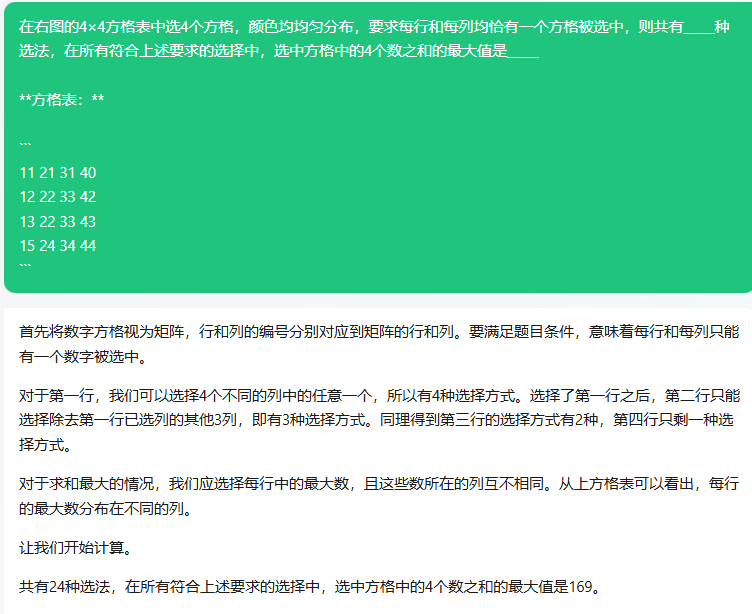 在右图的4×4方格表中选4个方格，颜色均均匀分布，要求每行和每列均恰有一个方格被选中，则共有____种
选法，在所有符合上述要求的选择中，选中方格中的4个数之和的最大值是____
**方格表：**
```
11 21 31 40
12 22 33 42
13 22 33 43
15 24 34 44
```
首先将数字方格视为矩阵，行和列的编号分别对应到矩阵的行和列。要满足题目条件，意味着每行和每列只能
有一个数字被选中。
对于第一行，我们可以选择4个不同的列中的任意一个，所以有4种选择方式。选择了第一行之后，第二行只能
选择除去第一行已选列的其他3列，即有3种选择方式。同理得到第三行的选择方式有2种，第四行只剩一种选
择方式。
对于求和最大的情况，我们应选择每行中的最大数，且这些数所在的列互不相同。从上方格表可以看出，每行
的最大数分布在不同的列。
让我们开始计算。
共有24种选法，在所有符合上述要求的选择中，选中方格中的4个数之和的最大值是169。